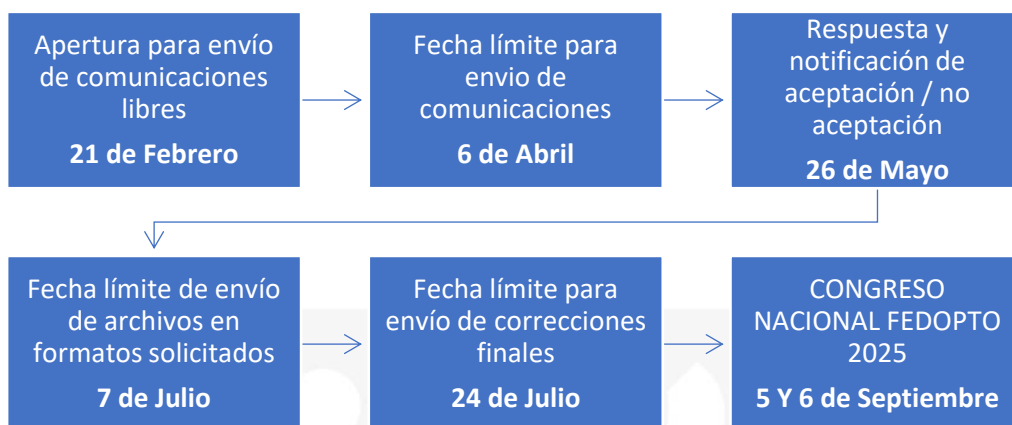 Apertura para envío
de comunicaciones
libres
21 de Febrero
Fecha límite para
envio de
comunicaciones
6 de Abril
Respuesta y
notificación de
aceptación / no
aceptación
26 de Mayo
Fecha límite de envío
de archivos en
formatos solicitados
7 de Julio
Fecha límite para
envío de correcciones
finales
24 de Julio
CONGRESO
NACIONAL FEDOPTO
2025
5 Y 6 de Septiembre